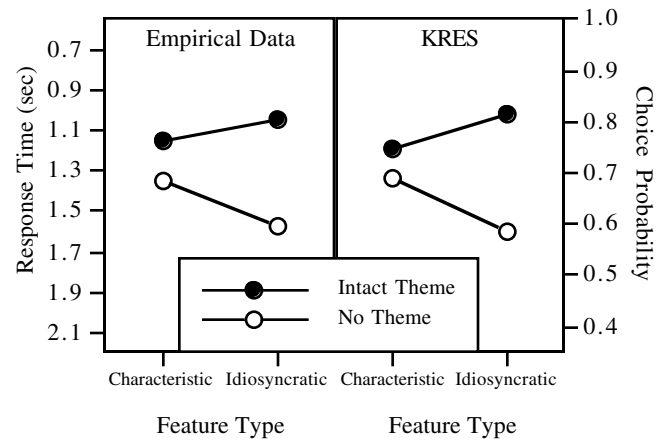 Empirical Data
KRES
Response Time (sec)
0.7
0.9
1.1
1.3
1.5
1.7
1.9
2.1
1.0
0.9
0.8
0.7
0.6
0.5
0.4
Choice Probability
Intact Theme
No Theme
Characteristic Idiosyncratic Characteristic Idiosyncratic
Feature Type Feature Type